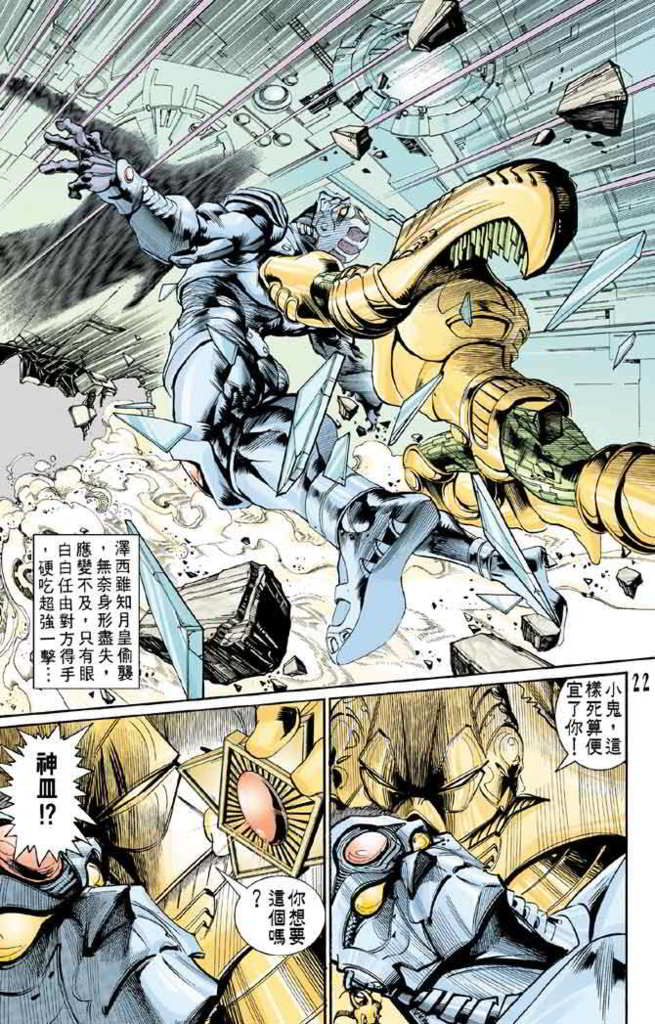 澤西雖知月皇偷襲
，無奈身形盡失，
應變不及，只有眼
白白任由對方得手
，硬吃超強一擊…
22
小鬼，這
樣死算便
宜了你！
神血!?
你想要
這個嗎
？